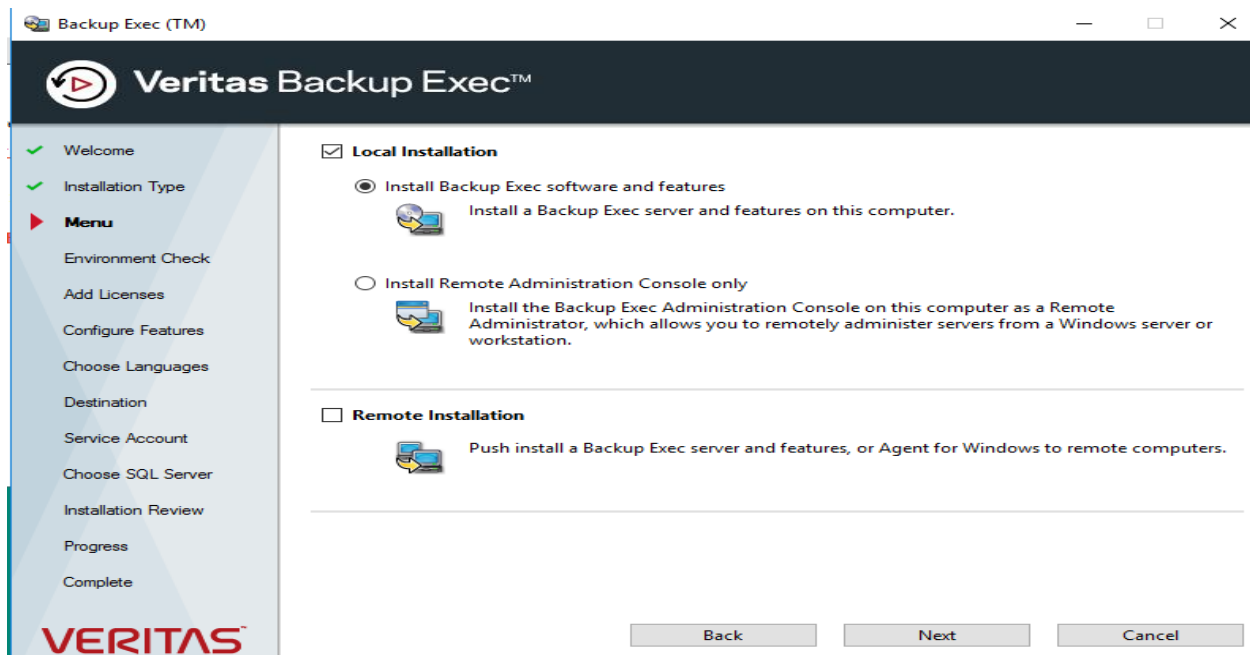 Backup Exec (TM)
Veritas Backup Exec™
Welcome
Installation Type
Menu
Environment Check
Add Licenses
Configure Features
Choose Languages
Destination
Service Account
Choose SQL Server
Installation Review
Progress
Complete
VERITAS™
Local Installation
Install Backup Exec software and features
Install a Backup Exec server and features on this computer.
Install Remote Administration Console only
Install the Backup Exec Administration Console on this computer as a Remote
Administrator, which allows you to remotely administer servers from a Windows server or
workstation.
Remote Installation
Push install a Backup Exec server and features, or Agent for Windows to remote computers.
Back
Next
Cancel